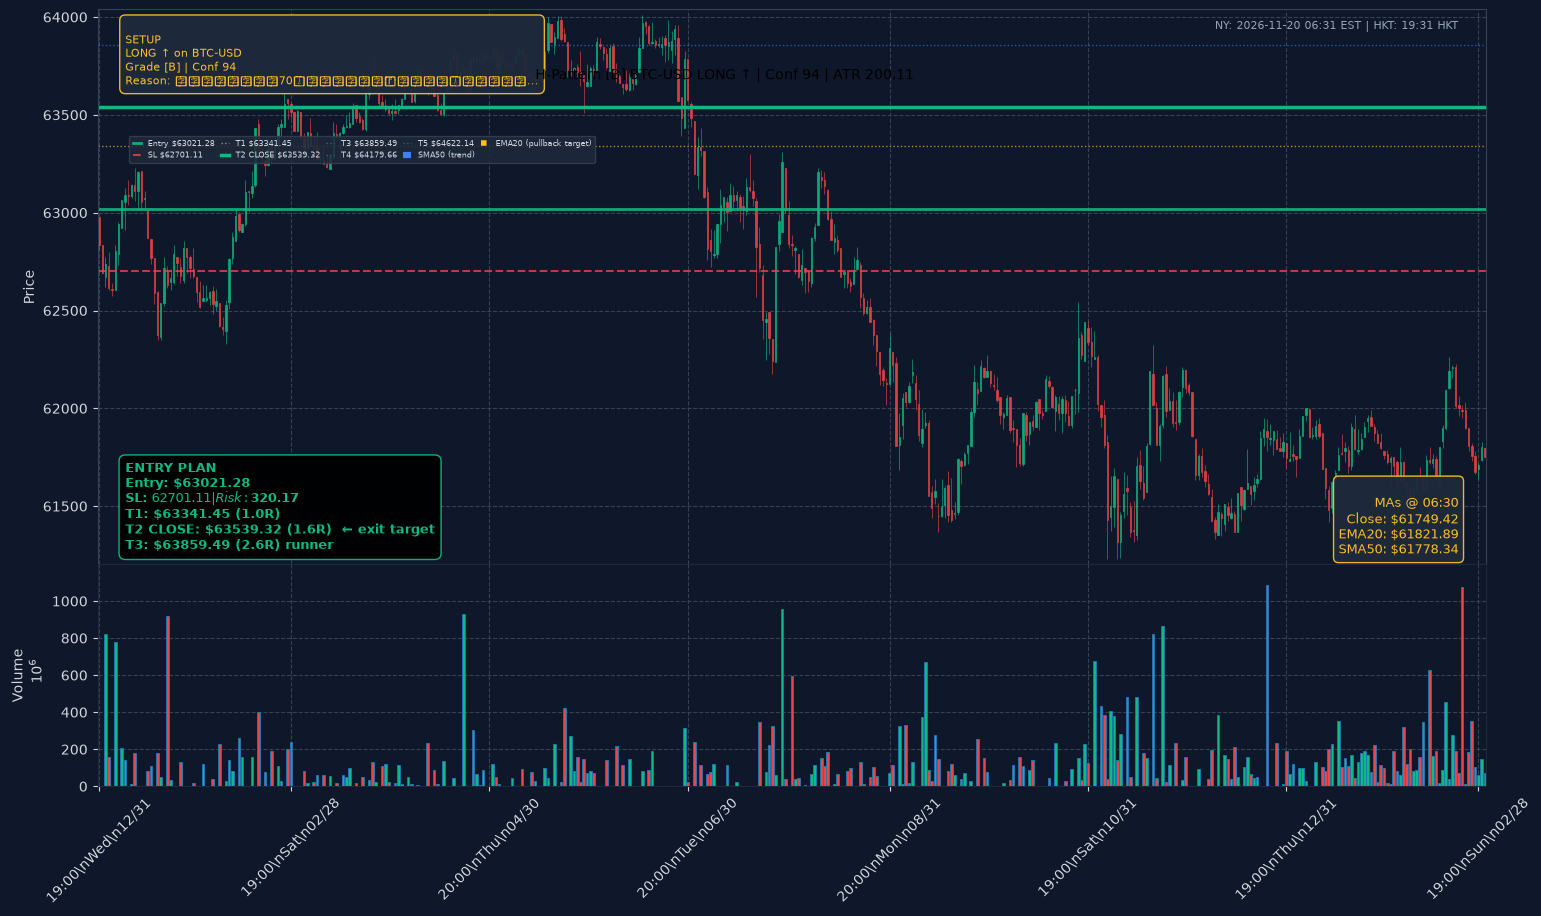 NY: 2026-11-20 06:31 EST | HKT: 19:31 HKT
SETUP
LONG ↑ on BTC-USD
Grade [B] | Conf 94
Reason:
H-Pattern [B] BTC-USD LONG ↑ | Conf 94 | ATR 200.11
Entry $63021.28 T1 $63341.45 T3 $63859.49 T5 $64622.14 EMA20 (pullback target)
SL $62701.11 T2 CLOSE $63539.32 T4 $64179.66 SMA50 (trend)
64000
63500
63000
62500
62000
61500
Price
ENTRY PLAN
Entry: $63021.28
SL: 62701.11|Risk:320.17
T1: $63341.45 (1.0R)
T2 CLOSE: $63539.32 (1.6R) ← exit target
T3: $63859.49 (2.6R) runner
MAs @ 06:30
Close: $61749.42
EMA20: $61821.89
SMA50: $61778.34
1000
800
600
400
200
0
Volume
10⁶
19:00\nWed\n12/31
19:00\nSat\n02/28
20:00\nThu\n04/30
20:00\nTue\n06/30
20:00\nMon\n08/31
19:00\nSat\n10/31
19:00\nThu\n12/31
19:00\nSun\n02/28